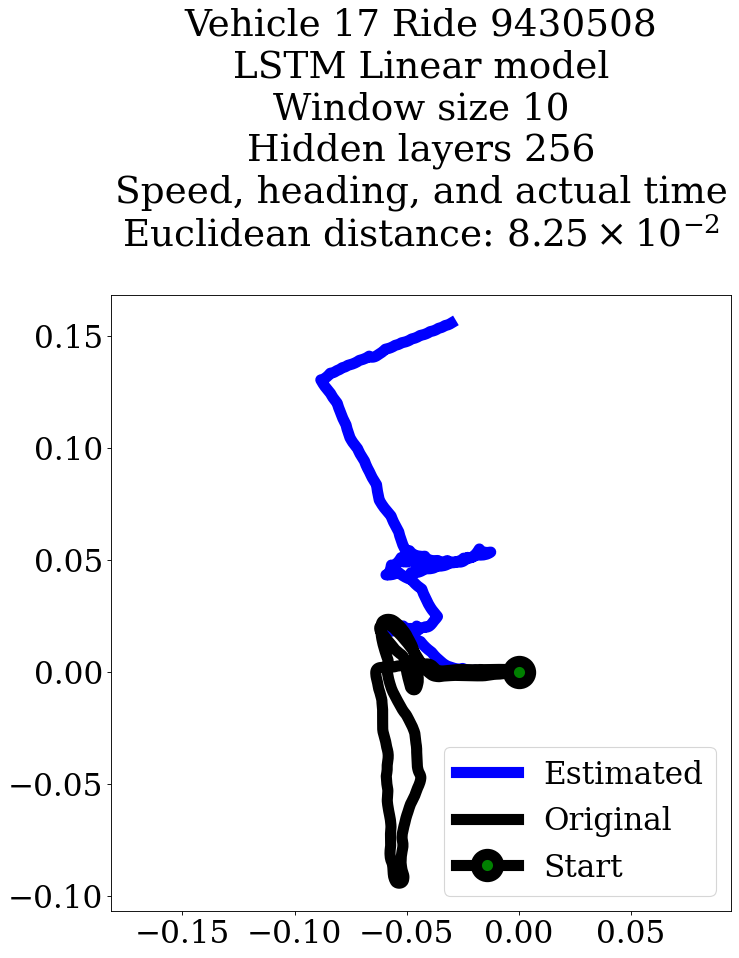 Vehicle 17 Ride 9430508
LSTM Linear model
Window size 10
Hidden layers 256
Speed, heading, and actual time
Euclidean distance: 8.25 × 10⁻²
0.15
0.10
0.05
0.00
−0.05
−0.10
Estimated
Original
Start
−0.15 −0.10 −0.05 0.00 0.05